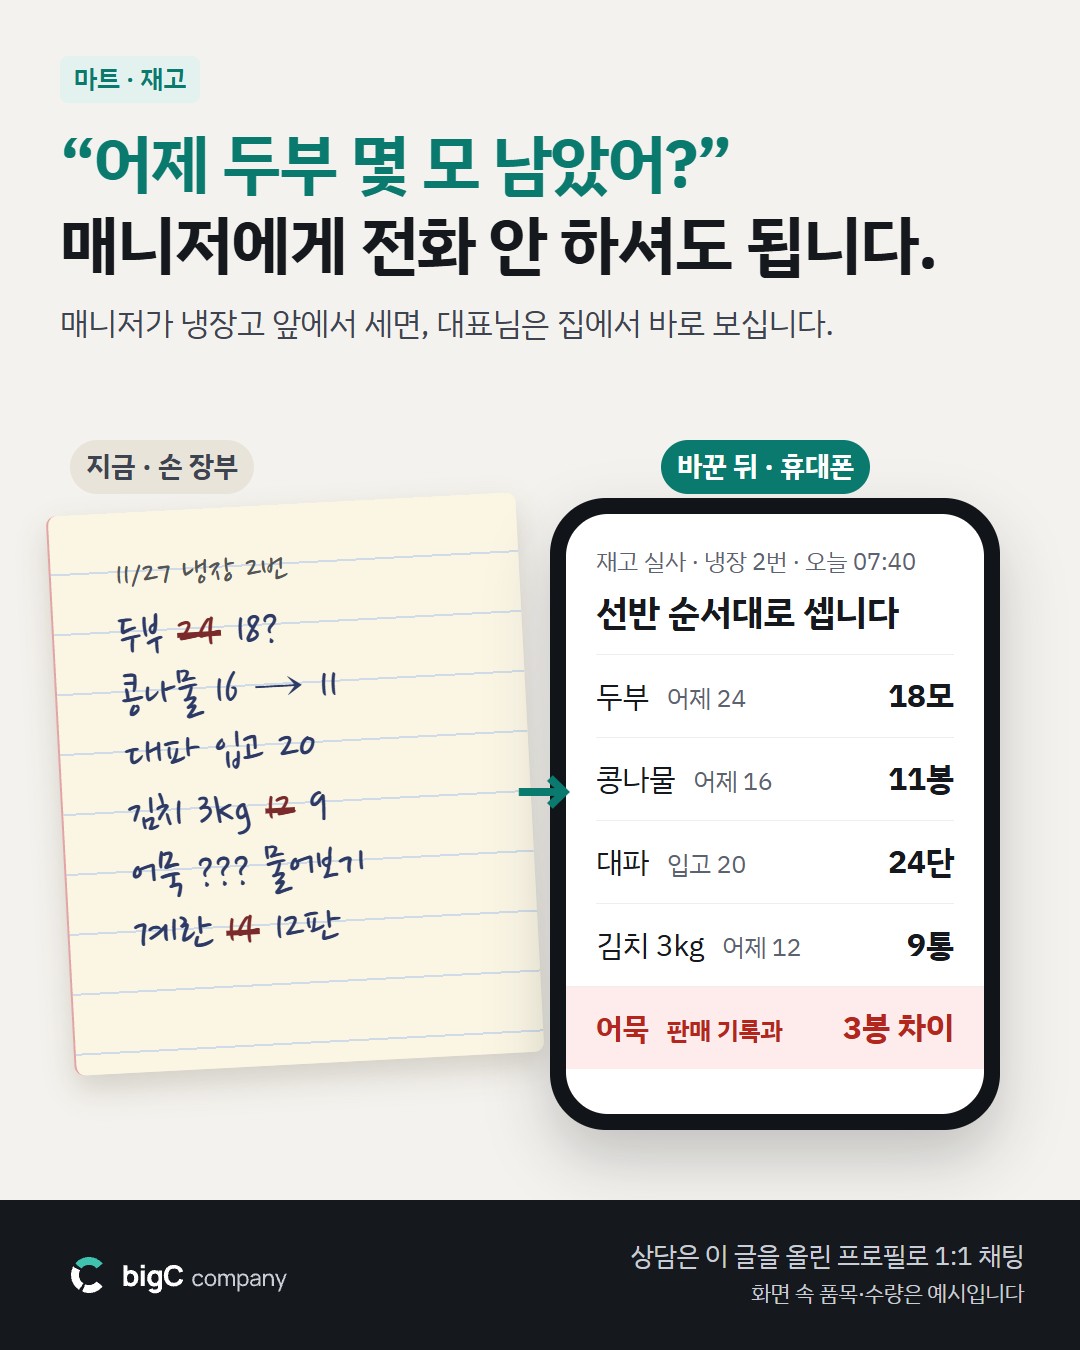 마트 · 재고
“어제 두부 몇 모 남았어?”
매니저에게 전화 안 하셔도 됩니다.
매니저가 냉장고 앞에서 세면, 대표님은 집에서 바로 보십니다.
지금 · 손 장부
11/27 냉장 2번
두부 24 18?
콩나물 16 → 11
대파 입고 20
김치 3kg 12 9
어묵 ??? 물어보기
계란 14 12판
바꾼 뒤 · 휴대폰
재고 실사 · 냉장 2번 · 오늘 07:40
선반 순서대로 셉니다
두부 어제 24 18모
콩나물 어제 16 11봉
대파 입고 20 24단
김치 3kg 어제 12 9통
어묵 판매 기록과 3봉 차이
bigC company
상담은 이 글을 올린 프로필로 1:1 채팅
화면 속 품목·수량은 예시입니다